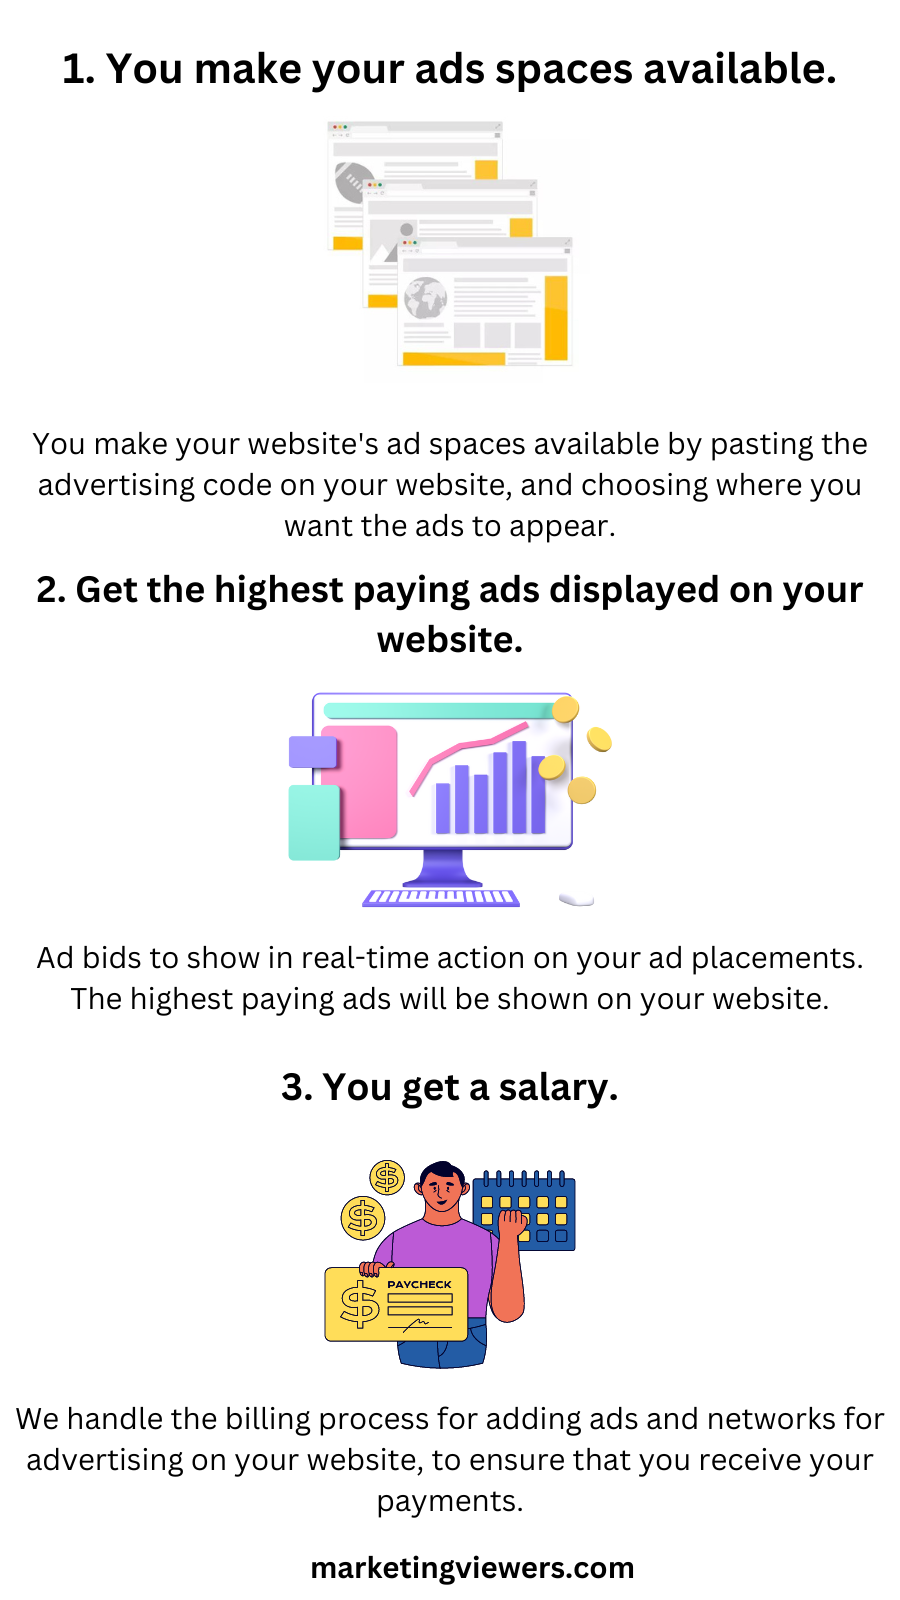 1. You make your ads spaces available.
You make your website's ad spaces available by pasting the
advertising code on your website, and choosing where you
want the ads to appear.
2. Get the highest paying ads displayed on your
website.
Ad bids to show in real-time action on your ad placements.
The highest paying ads will be shown on your website.
3. You get a salary.
$
$
$
PAYCHECK
We handle the billing process for adding ads and networks for
advertising on your website, to ensure that you receive your
payments.
marketingviewers.com